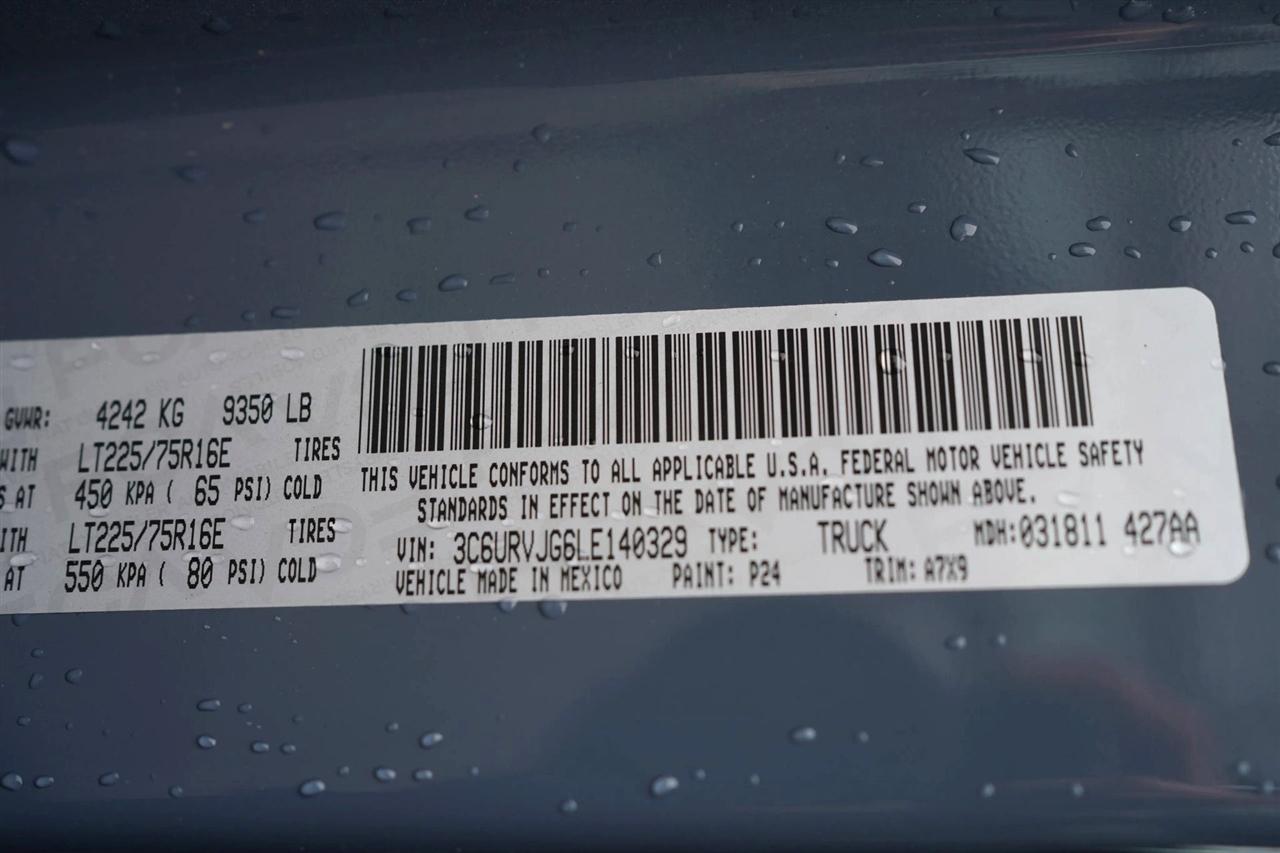 GVWR: 4242 KG 9350 LB
WITH LT225/75R16E TIRES
S AT 450 KPA ( 65 PSI) COLD
ITH LT225/75R16E TIRES
AT 550 KPA ( 80 PSI) COLD
THIS VEHICLE CONFORMS TO ALL APPLICABLE U.S.A. FEDERAL MOTOR VEHICLE SAFETY
STANDARDS IN EFFECT ON THE DATE OF MANUFACTURE SHOWN ABOVE.
VIN: 3C6URVJG6LE140329 TYPE: TRUCK MDH:031811 427AA
VEHICLE MADE IN MEXICO PAINT: P24 TRIM: A7X9